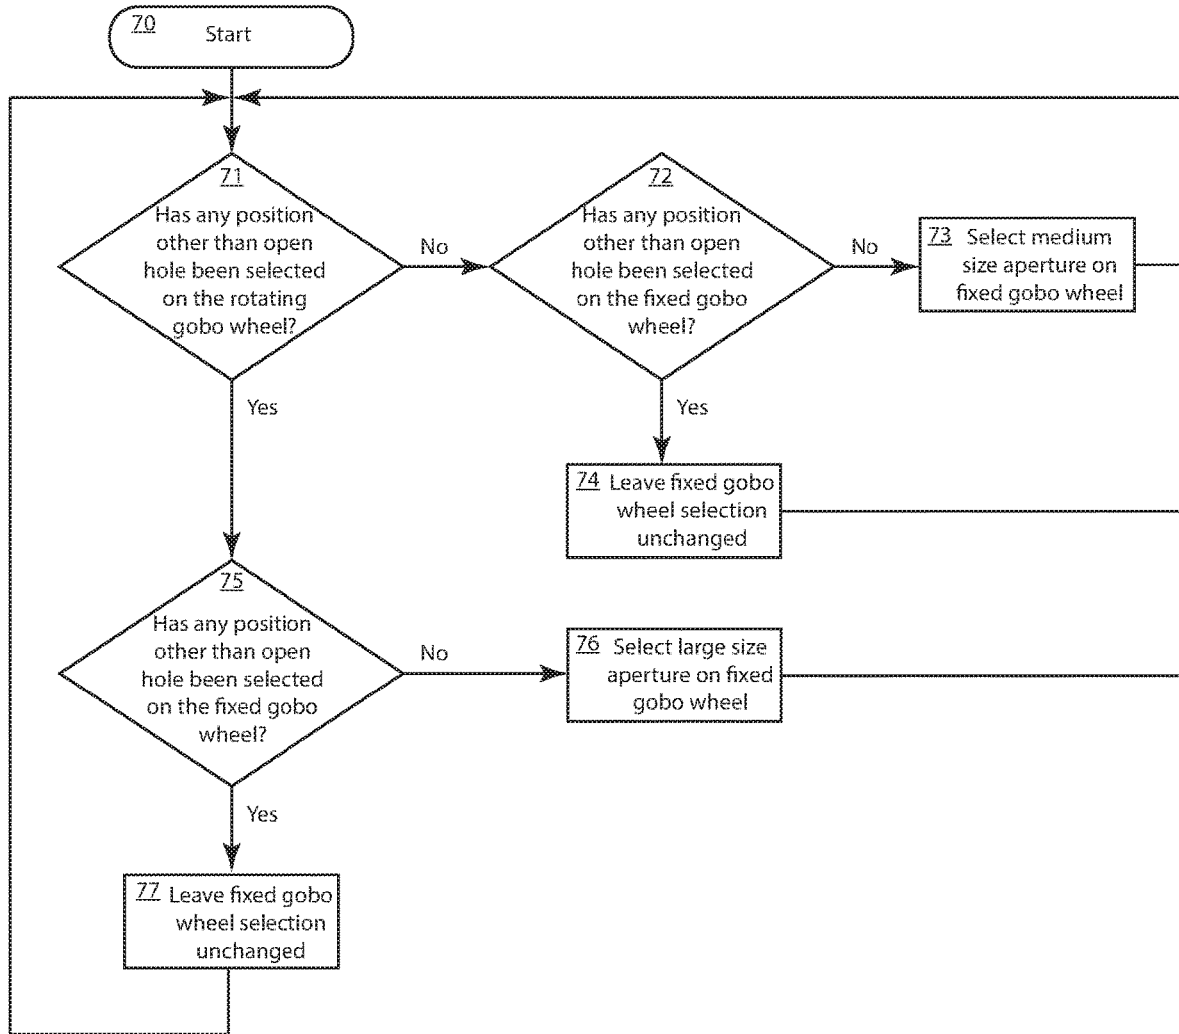 70 Start
71
Has any position
other than open
hole been selected
on the rotating
gobo wheel?
No
72
Has any position
other than open
hole been selected
on the fixed gobo
wheel?
No
73 Select medium
size aperture on
fixed gobo wheel
Yes
Yes
74 Leave fixed gobo
wheel selection
unchanged
75
Has any position
other than open
hole been selected
on the fixed gobo
wheel?
No
76 Select large size
aperture on fixed
gobo wheel
Yes
77 Leave fixed gobo
wheel selection
unchanged